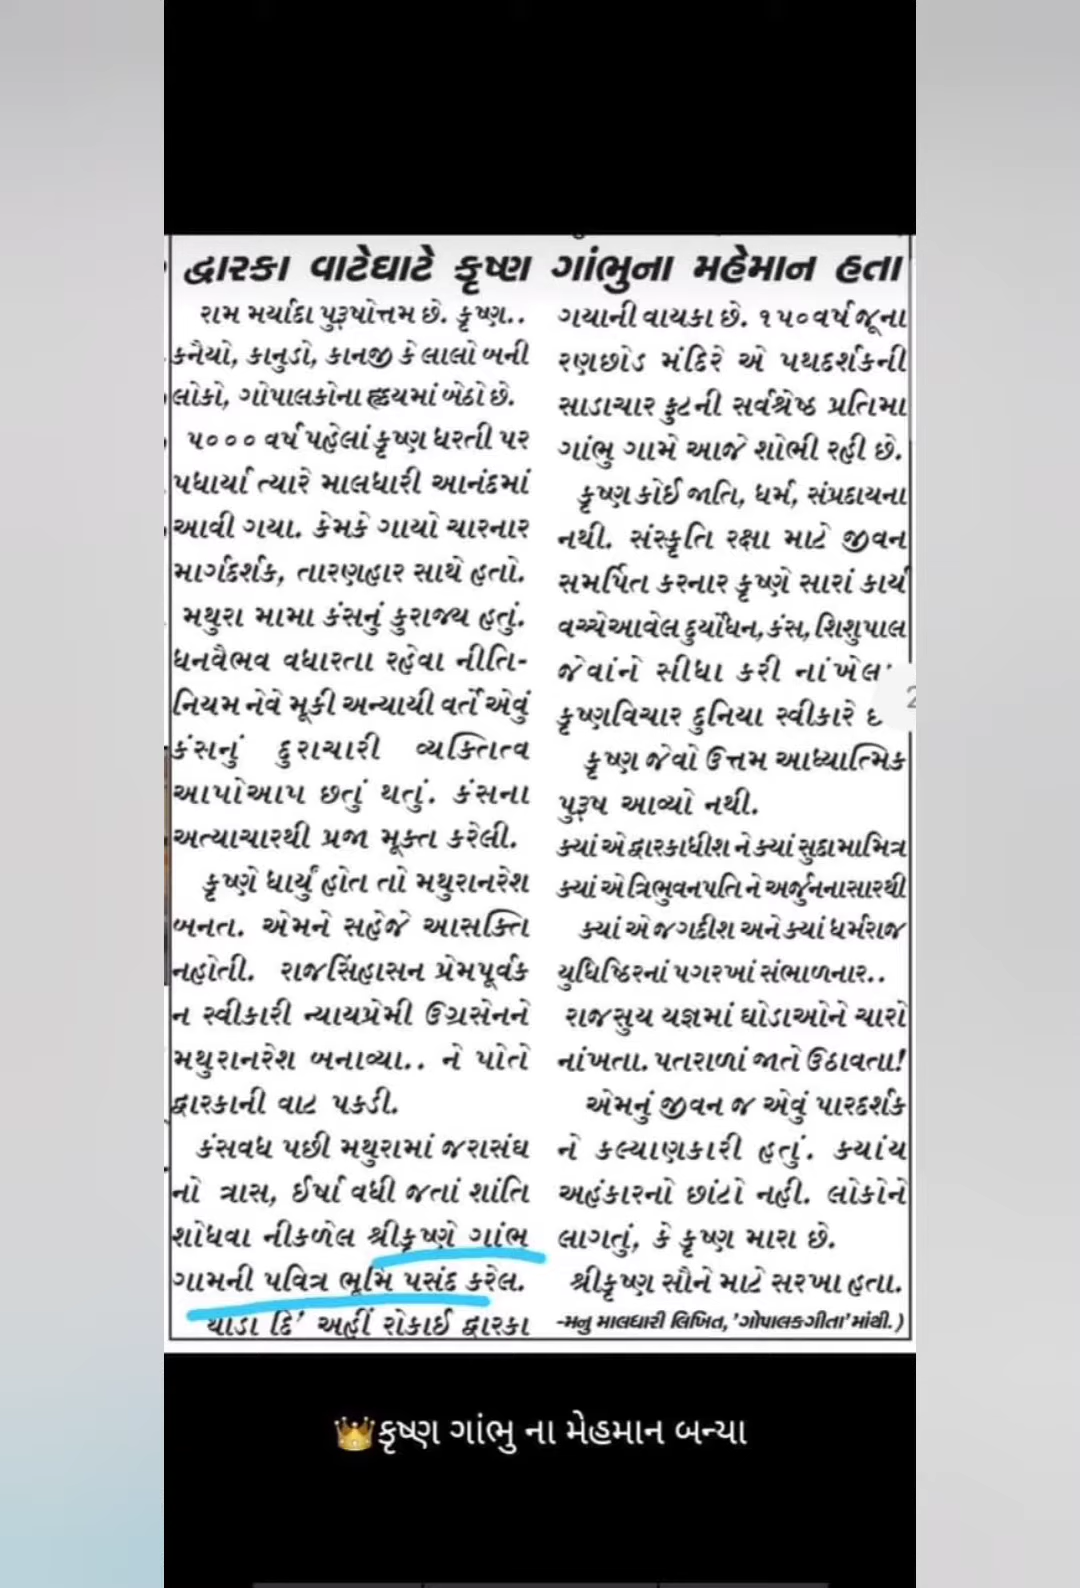 દ્વારકા વાટેઘાટે કૃષ્ણ ગાંભુના મહેમાન હતા
રામ મર્યાદા પુરૂષોત્તમ છે. કૃષ્ણ..
કનૈયો, કાનુડો, કાનજી કે લાલો બની
લોકો, ગોપાલકોના હૃદયમાં બેઠો છે.
૫૦૦૦ વર્ષ પહેલાં કૃષ્ણ ધરતી પર
પધાર્યા ત્યારે માલધારી આનંદમાં
આવી ગયા. કેમકે ગાયો ચારનાર
માર્ગદર્શક, તારણહાર સાથે હતો.
મથુરા મામા કંસનું કુરાજ્ય હતું.
ધનવૈભવ વધારતા રહેવા નીતિ-
નિયમ નેવે મૂકી અન્યાયી વર્તે એવું
કંસનું દુરાચારી વ્યક્તિત્વ
આપોઆપ છતું થતું. કંસના
અત્યાચારથી પ્રજા મૂક્ત કરેલી.
કૃષ્ણે ધાર્યું હોત તો મથુરાનરેશ
બનત. એમને સહેજે આસક્તિ
નહોતી. રાજસિંહાસન પ્રેમપૂર્વક
ન સ્વીકારી ન્યાયપ્રેમી ઉગ્રસેનને
મથુરાનરેશ બનાવ્યા.. ને પોતે
દ્વારકાની વાટ પકડી.
કંસવધ પછી મથુરામાં જરાસંઘ
નો ત્રાસ, ઈર્ષા વધી જતાં શાંતિ
શોધવા નીકળેલ શ્રીકૃષ્ણે ગાંભુ
ગામની પવિત્ર ભૂમિ પસંદ કરેલ.
થોડા દિ' અહીં રોકાઈ દ્વારકા
ગયાની વાયકા છે. ૧૫૦ વર્ષ જૂના
રણછોડ મંદિરે એ પથદર્શકની
સાડાચાર ફુટની સર્વશ્રેષ્ઠ પ્રતિમા
ગાંભુ ગામે આજે શોભી રહી છે.
કૃષ્ણ કોઈ જાતિ, ધર્મ, સંપ્રદાયના
નથી. સંસ્કૃતિ રક્ષા માટે જીવન
સમર્પિત કરનાર કૃષ્ણે સારાં કાર્ય
વચ્ચે આવેલ દુર્યોધન, કંસ, શિશુપાલ
જેવાંને સીધા કરી નાંખેલ
કૃષ્ણવિચાર દુનિયા સ્વીકારે
કૃષ્ણ જેવો ઉત્તમ આધ્યાત્મિક
પુરૂષ આવ્યો નથી.
ક્યાં એ દ્વારકાધીશ ને ક્યાં સુદામામિત્ર
ક્યાં એ ત્રિભુવનપતિ ને અર્જુનના સારથી
ક્યાં એ જગદીશ અને ક્યાં ધર્મરાજ
યુધિષ્ઠિરનાં પગરખાં સંભાળનાર..
રાજસુય યજ્ઞમાં ઘોડાઓને ચારો
નાંખતા. પતરાળાં જાતે ઉઠાવતા!
એમનું જીવન જ એવું પારદર્શક
ને કલ્યાણકારી હતું. ક્યાંય
અહંકારનો છાંટો નહી. લોકોને
લાગતું, કે કૃષ્ણ મારા છે.
શ્રીકૃષ્ણ સૌને માટે સરખા હતા.
-મનુ માલધારી લિખિત, 'ગોપાલકગીતા'માંથી.)
👑કૃષ્ણ ગાંભુ ના મેહમાન બન્યા